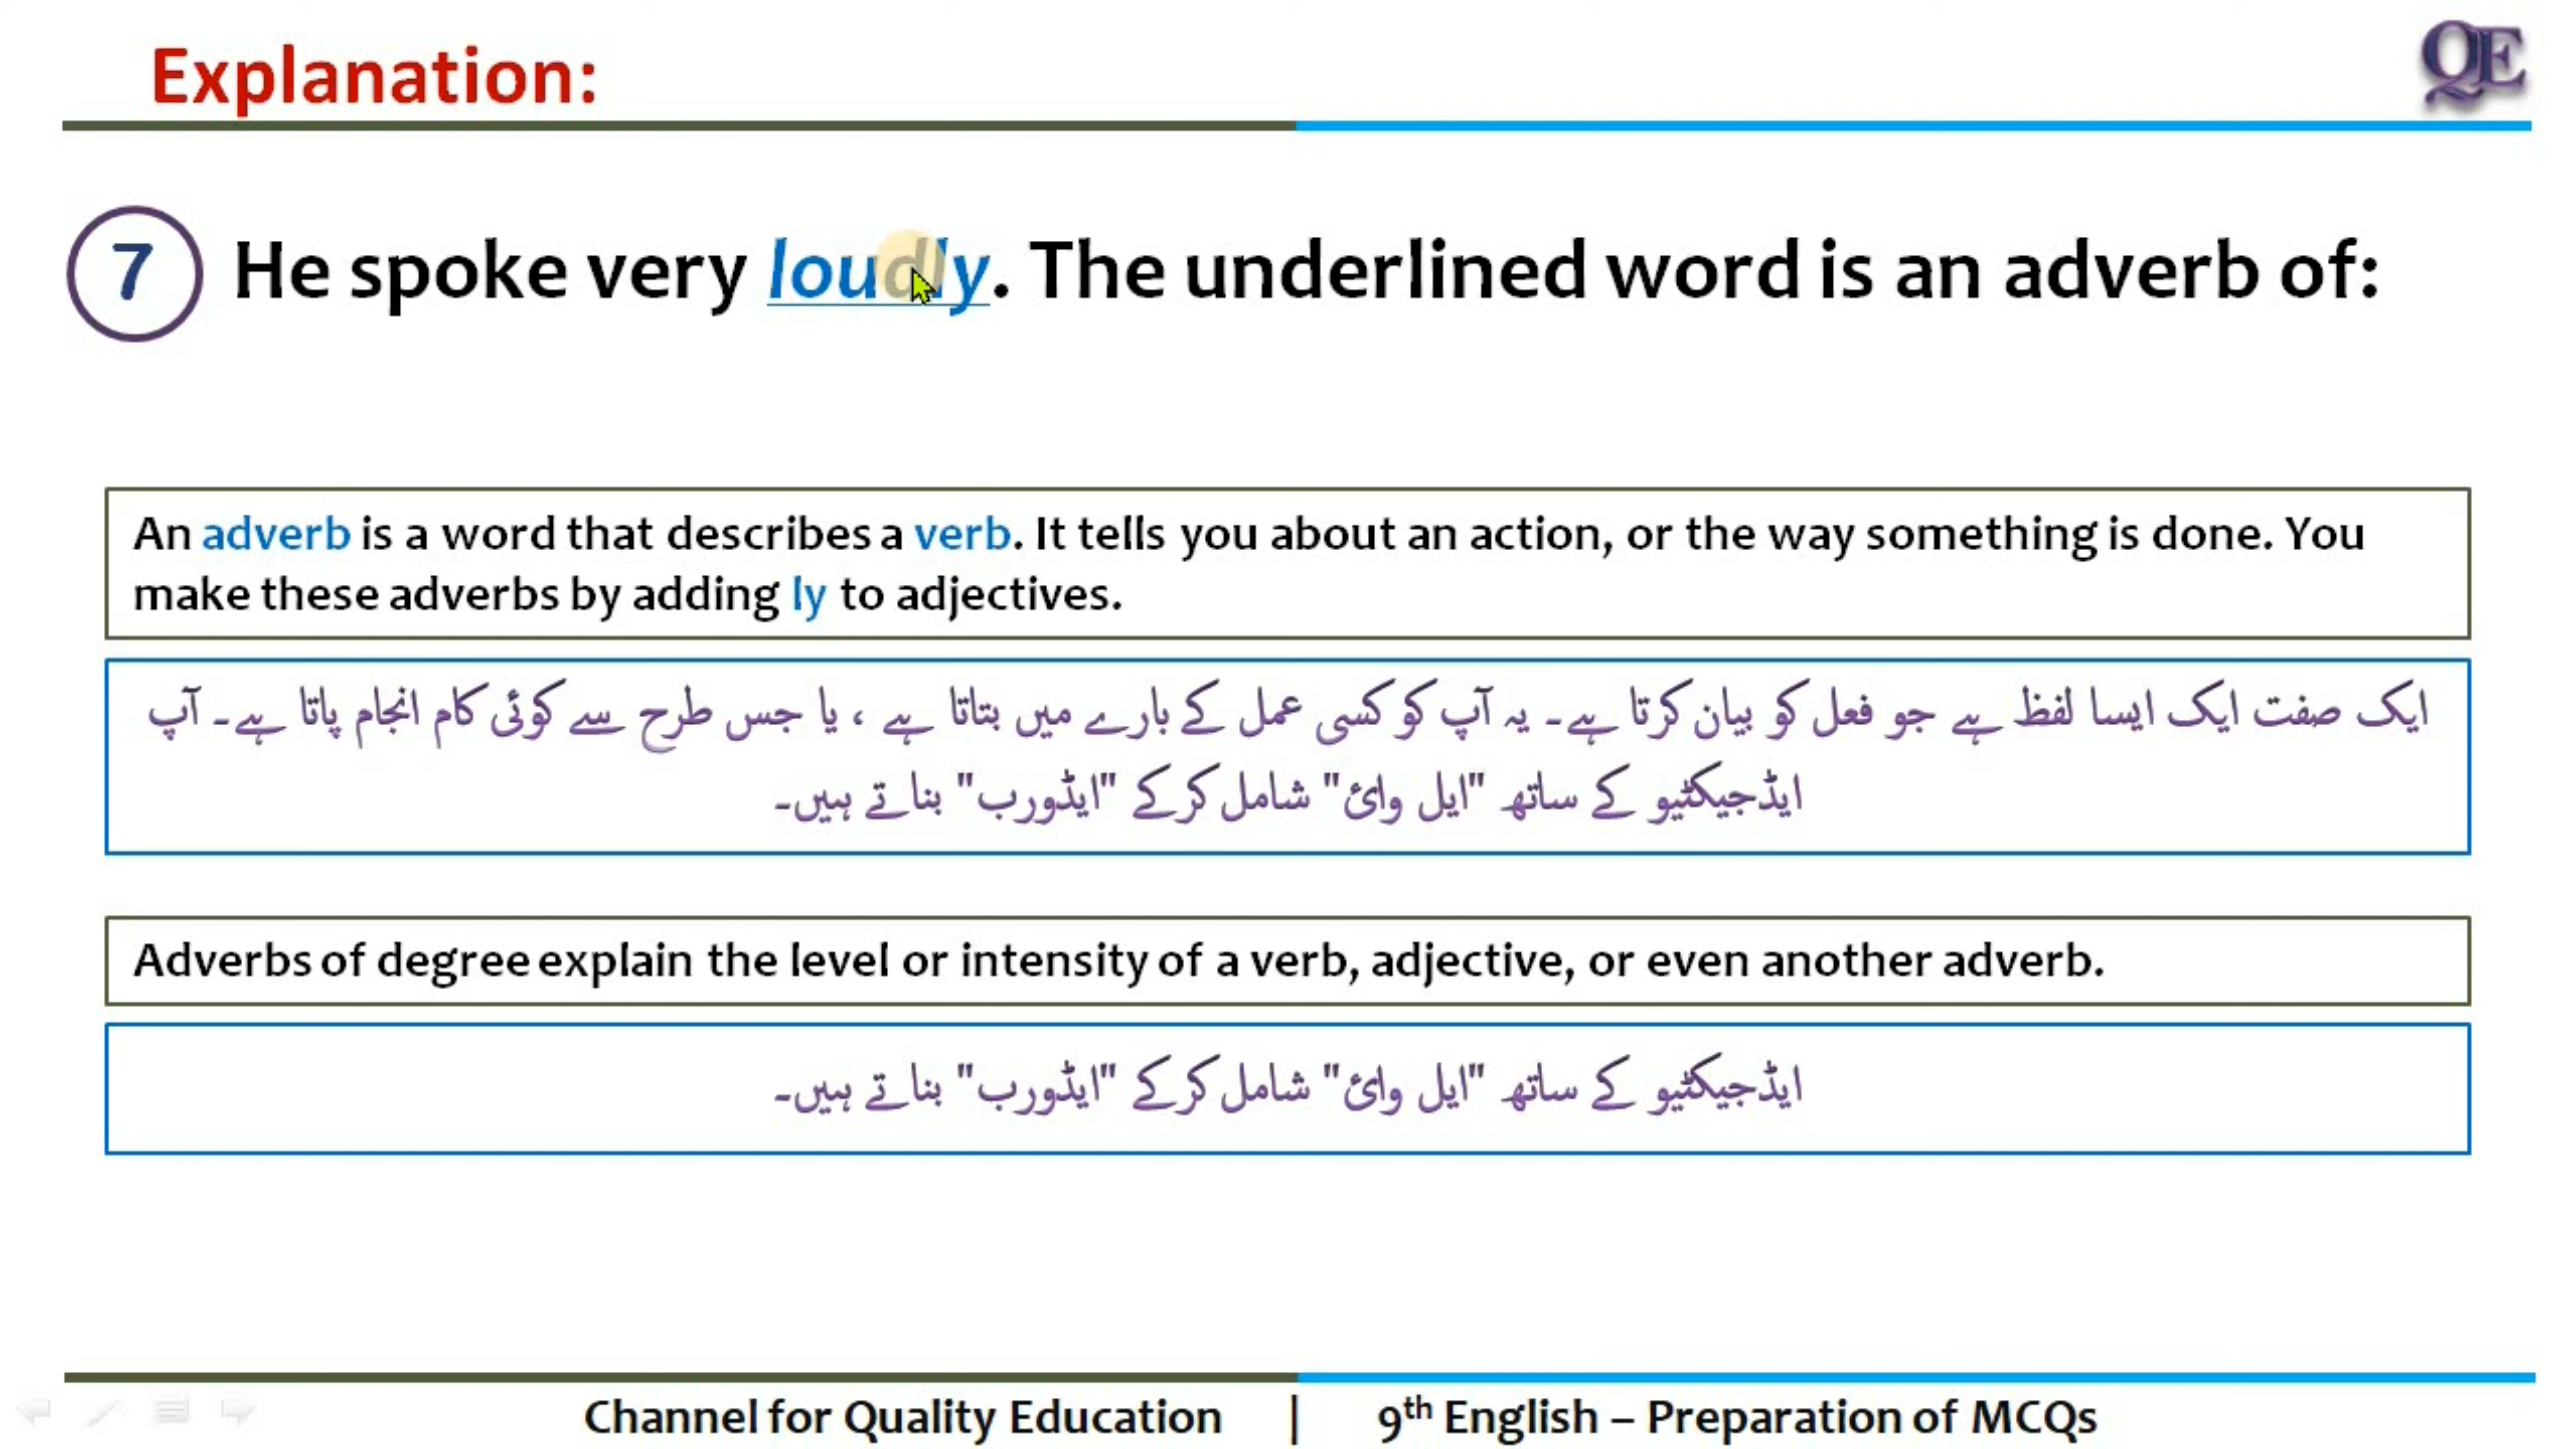 Explanation:
QE
7 He spoke very loudly. The underlined word is an adverb of:
An adverb is a word that describes a verb. It tells you about an action, or the way something is done. You
make these adverbs by adding ly to adjectives.
ایک صفت ایک ایسا لفظ ہے جو فعل کو بیان کرتا ہے۔ یہ آپ کو کسی عمل کے بارے میں بتاتا ہے ، یا جس طرح سے کوئی کام انجام پاتا ہے۔ آپ
ایڈجیکٹیو کے ساتھ "ایل وائ" شامل کرکے "ایڈورب" بناتے ہیں۔
Adverbs of degree explain the level or intensity of a verb, adjective, or even another adverb.
ایڈجیکٹیو کے ساتھ "ایل وائ" شامل کرکے "ایڈورب" بناتے ہیں۔
Channel for Quality Education | 9th English – Preparation of MCQs